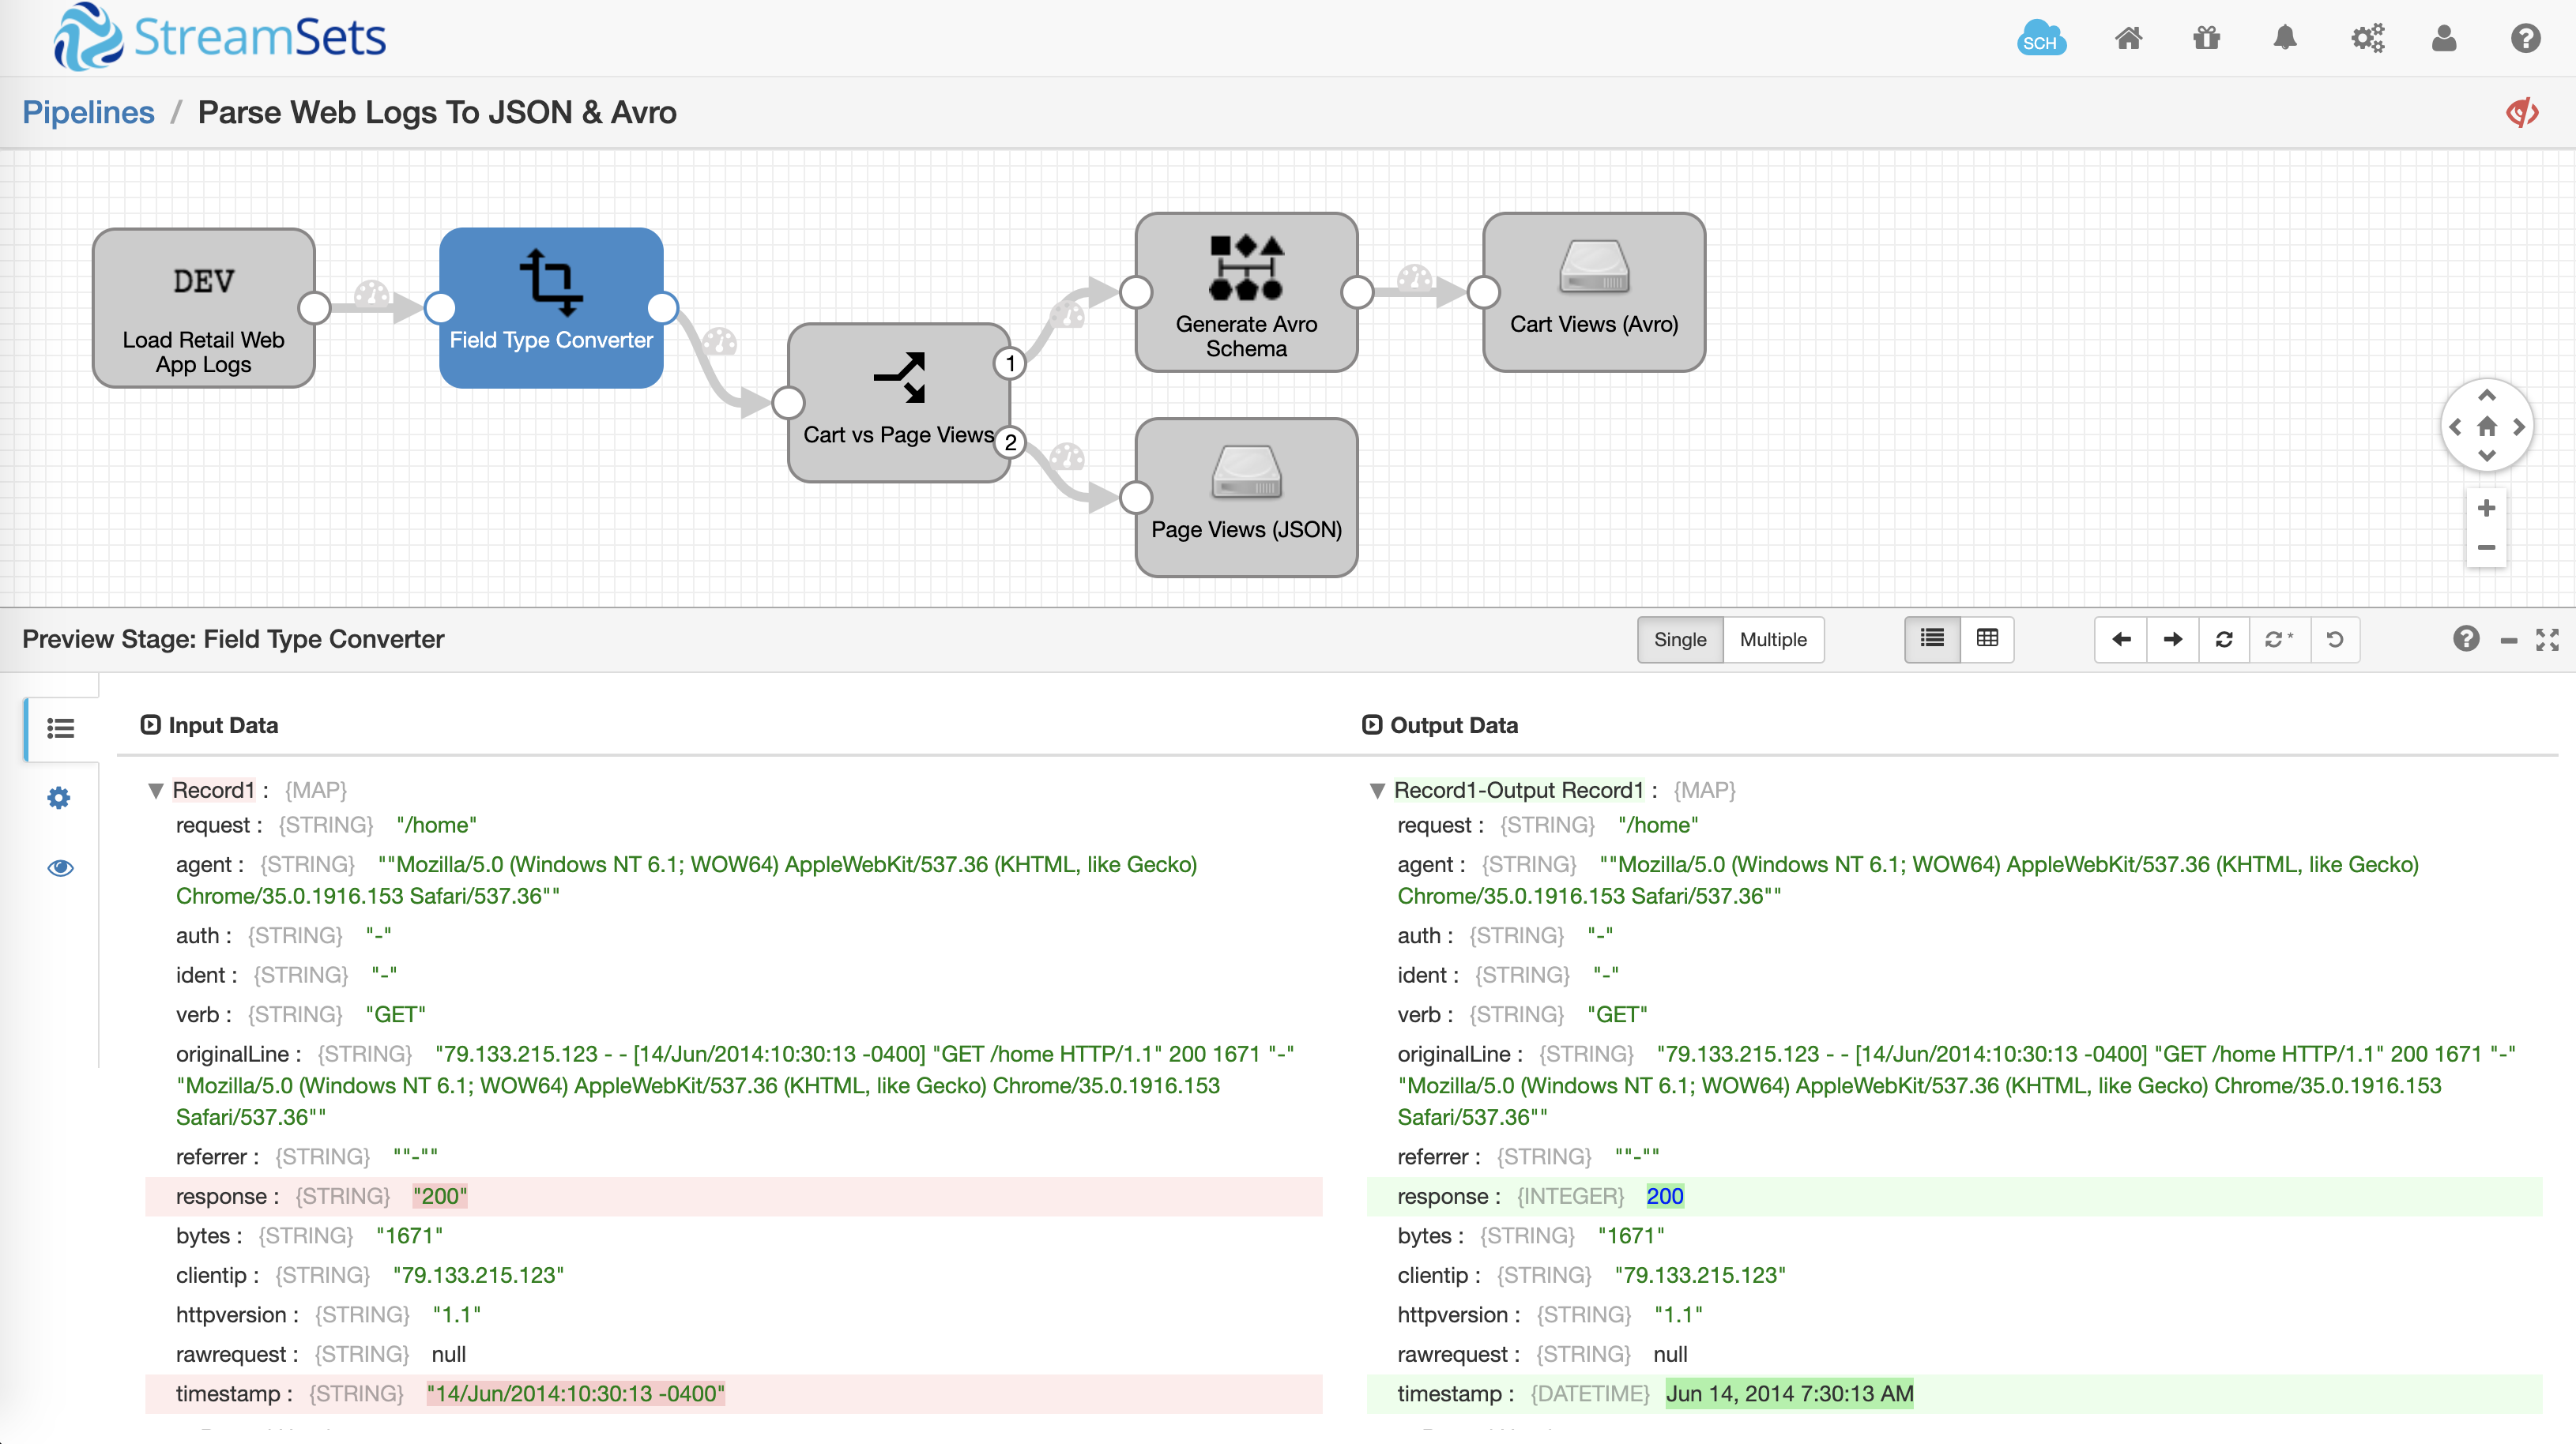 StreamSets
SCH
Pipelines / Parse Web Logs To JSON & Avro
DEV
Load Retail Web
App Logs
Field Type Converter
Cart vs Page Views
1
2
Generate Avro
Schema
Cart Views (Avro)
Page Views (JSON)
Preview Stage: Field Type Converter
Single
Multiple
Input Data
Record1 : {MAP}
request : {STRING} "/home"
agent : {STRING} ""Mozilla/5.0 (Windows NT 6.1; WOW64) AppleWebKit/537.36 (KHTML, like Gecko)
Chrome/35.0.1916.153 Safari/537.36""
auth : {STRING} "-"
ident : {STRING} "-"
verb : {STRING} "GET"
originalLine : {STRING} "79.133.215.123 - - [14/Jun/2014:10:30:13 -0400] "GET /home HTTP/1.1" 200 1671 "-"
"Mozilla/5.0 (Windows NT 6.1; WOW64) AppleWebKit/537.36 (KHTML, like Gecko) Chrome/35.0.1916.153
Safari/537.36""
referrer : {STRING} ""-""
response : {STRING} "200"
bytes : {STRING} "1671"
clientip : {STRING} "79.133.215.123"
httpversion : {STRING} "1.1"
rawrequest : {STRING} null
timestamp : {STRING} "14/Jun/2014:10:30:13 -0400"
Output Data
Record1-Output Record1 : {MAP}
request : {STRING} "/home"
agent : {STRING} ""Mozilla/5.0 (Windows NT 6.1; WOW64) AppleWebKit/537.36 (KHTML, like Gecko)
Chrome/35.0.1916.153 Safari/537.36""
auth : {STRING} "-"
ident : {STRING} "-"
verb : {STRING} "GET"
originalLine : {STRING} "79.133.215.123 - - [14/Jun/2014:10:30:13 -0400] "GET /home HTTP/1.1" 200 1671 "-"
"Mozilla/5.0 (Windows NT 6.1; WOW64) AppleWebKit/537.36 (KHTML, like Gecko) Chrome/35.0.1916.153
Safari/537.36""
referrer : {STRING} ""-""
response : {INTEGER} 200
bytes : {STRING} "1671"
clientip : {STRING} "79.133.215.123"
httpversion : {STRING} "1.1"
rawrequest : {STRING} null
timestamp : {DATETIME} Jun 14, 2014 7:30:13 AM